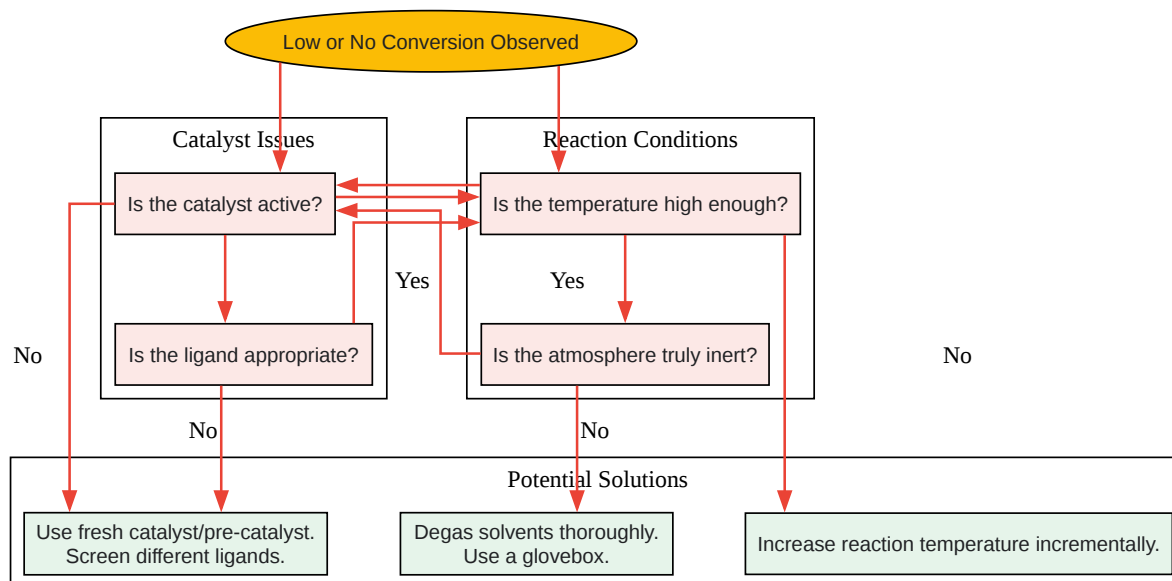 Low or No Conversion Observed
Catalyst Issues
Reaction Conditions
Is the catalyst active?
Is the temperature high enough?
Yes
Yes
Is the ligand appropriate?
Is the atmosphere truly inert?
No
No
No
No
Potential Solutions
Use fresh catalyst/pre-catalyst.
Screen different ligands.
Degas solvents thoroughly.
Use a glovebox.
Increase reaction temperature incrementally.